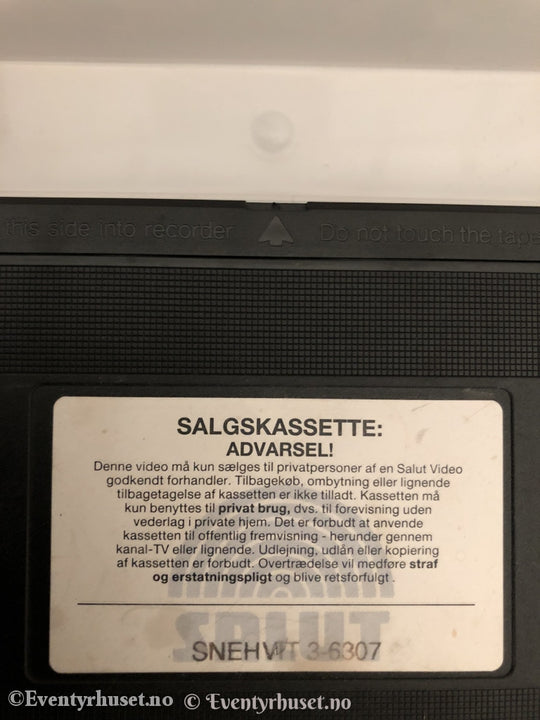 this side into recorder Do not touch the tape
SALGSKASSETTE:
ADVARSEL!
Denne video må kun sælges til privatpersoner af en Salut Video
godkendt forhandler. Tilbagekøb, ombytning eller lignende
tilbagetagelse af kassetten er ikke tilladt. Kassetten må
kun benyttes til privat brug, dvs. til forevisning uden
vederlag i private hjem. Det er forbudt at anvende
kassetten til offentlig fremvisning - herunder gennem
kanal-TV eller lignende. Udlejning, udlån eller kopiering
af kassetten er forbudt. Overtrædelse vil medføre straf
og erstatningspligt og blive retsforfulgt .
SALUT
SNEHVIT 3-6307
©Eventyrhuset.no © Eventyrhuset.no